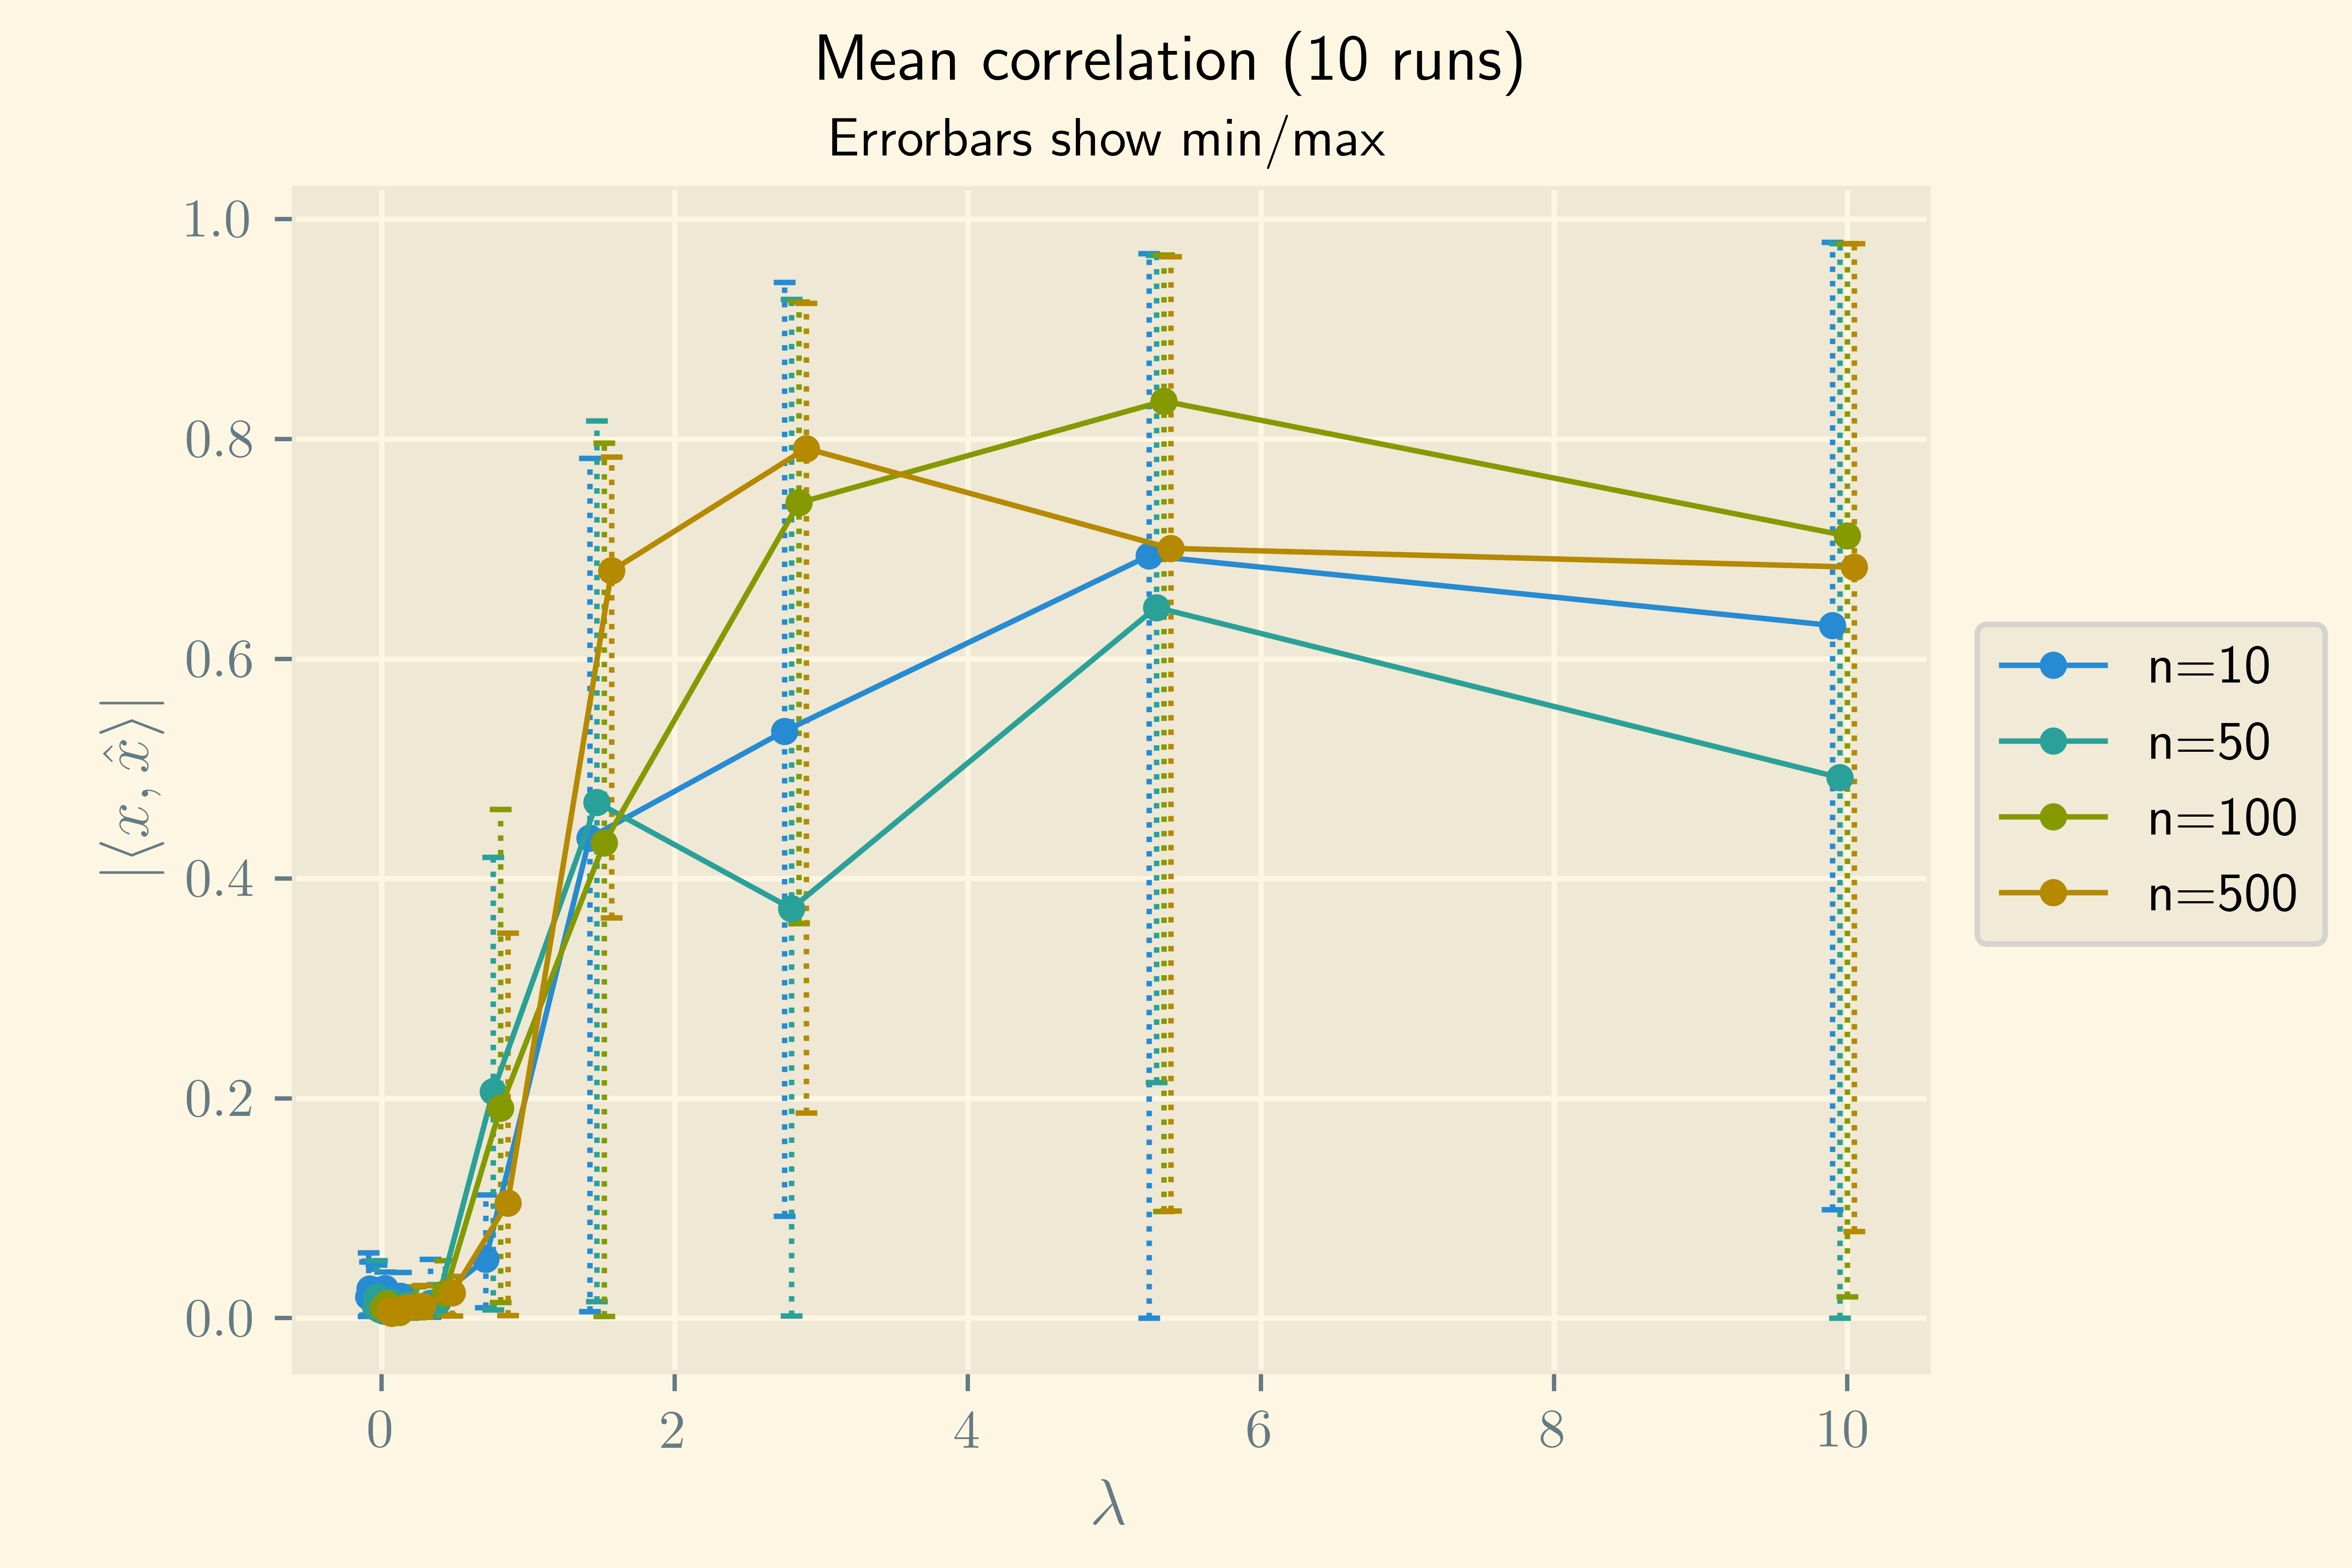 Mean correlation (10 runs)
Errorbars show min/max
1.0
0.8
0.6
0.4
0.2
0.0
|⟨x, x̂⟩|
0 2 4 6 8 10
λ
n=10
n=50
n=100
n=500